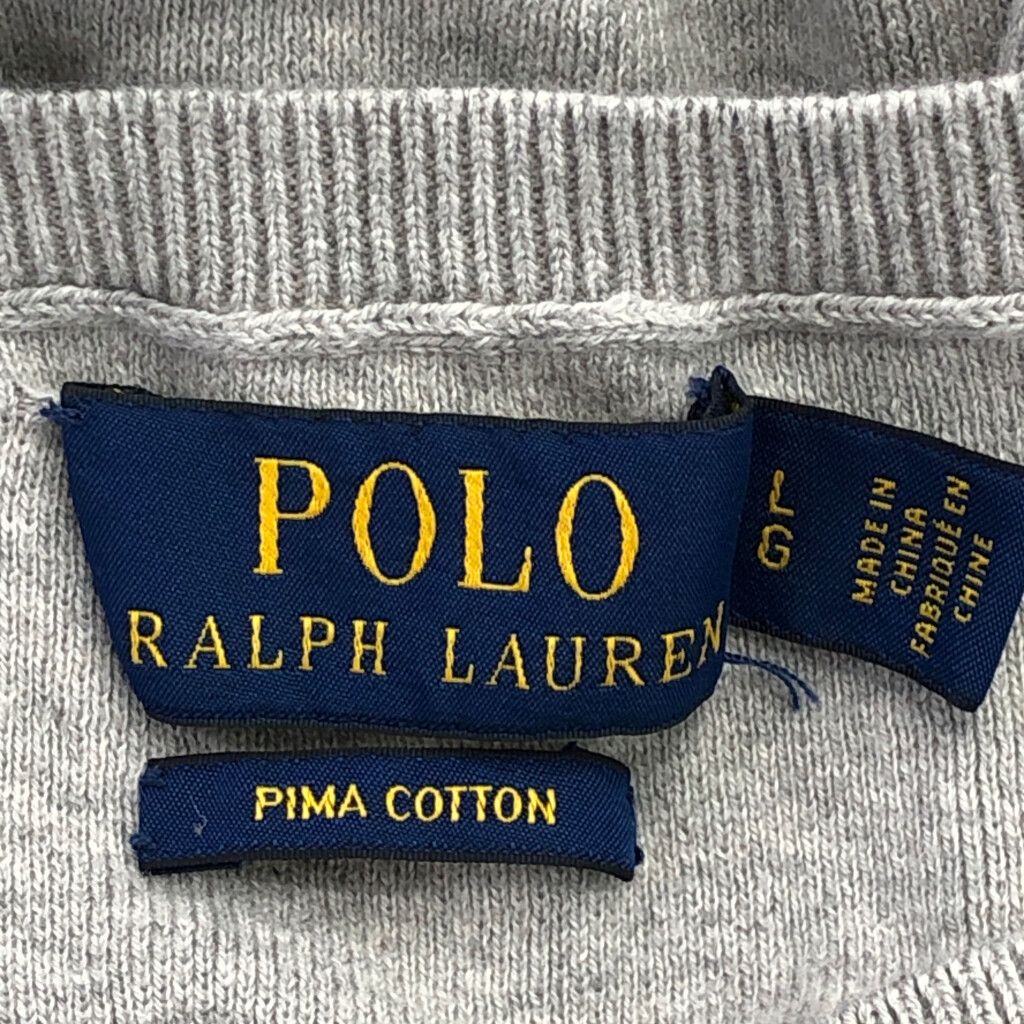 POLO
RALPH LAUREN
PIMA COTTON
L
G
MADE IN
CHINA
FABRIQUÉ EN
CHINE